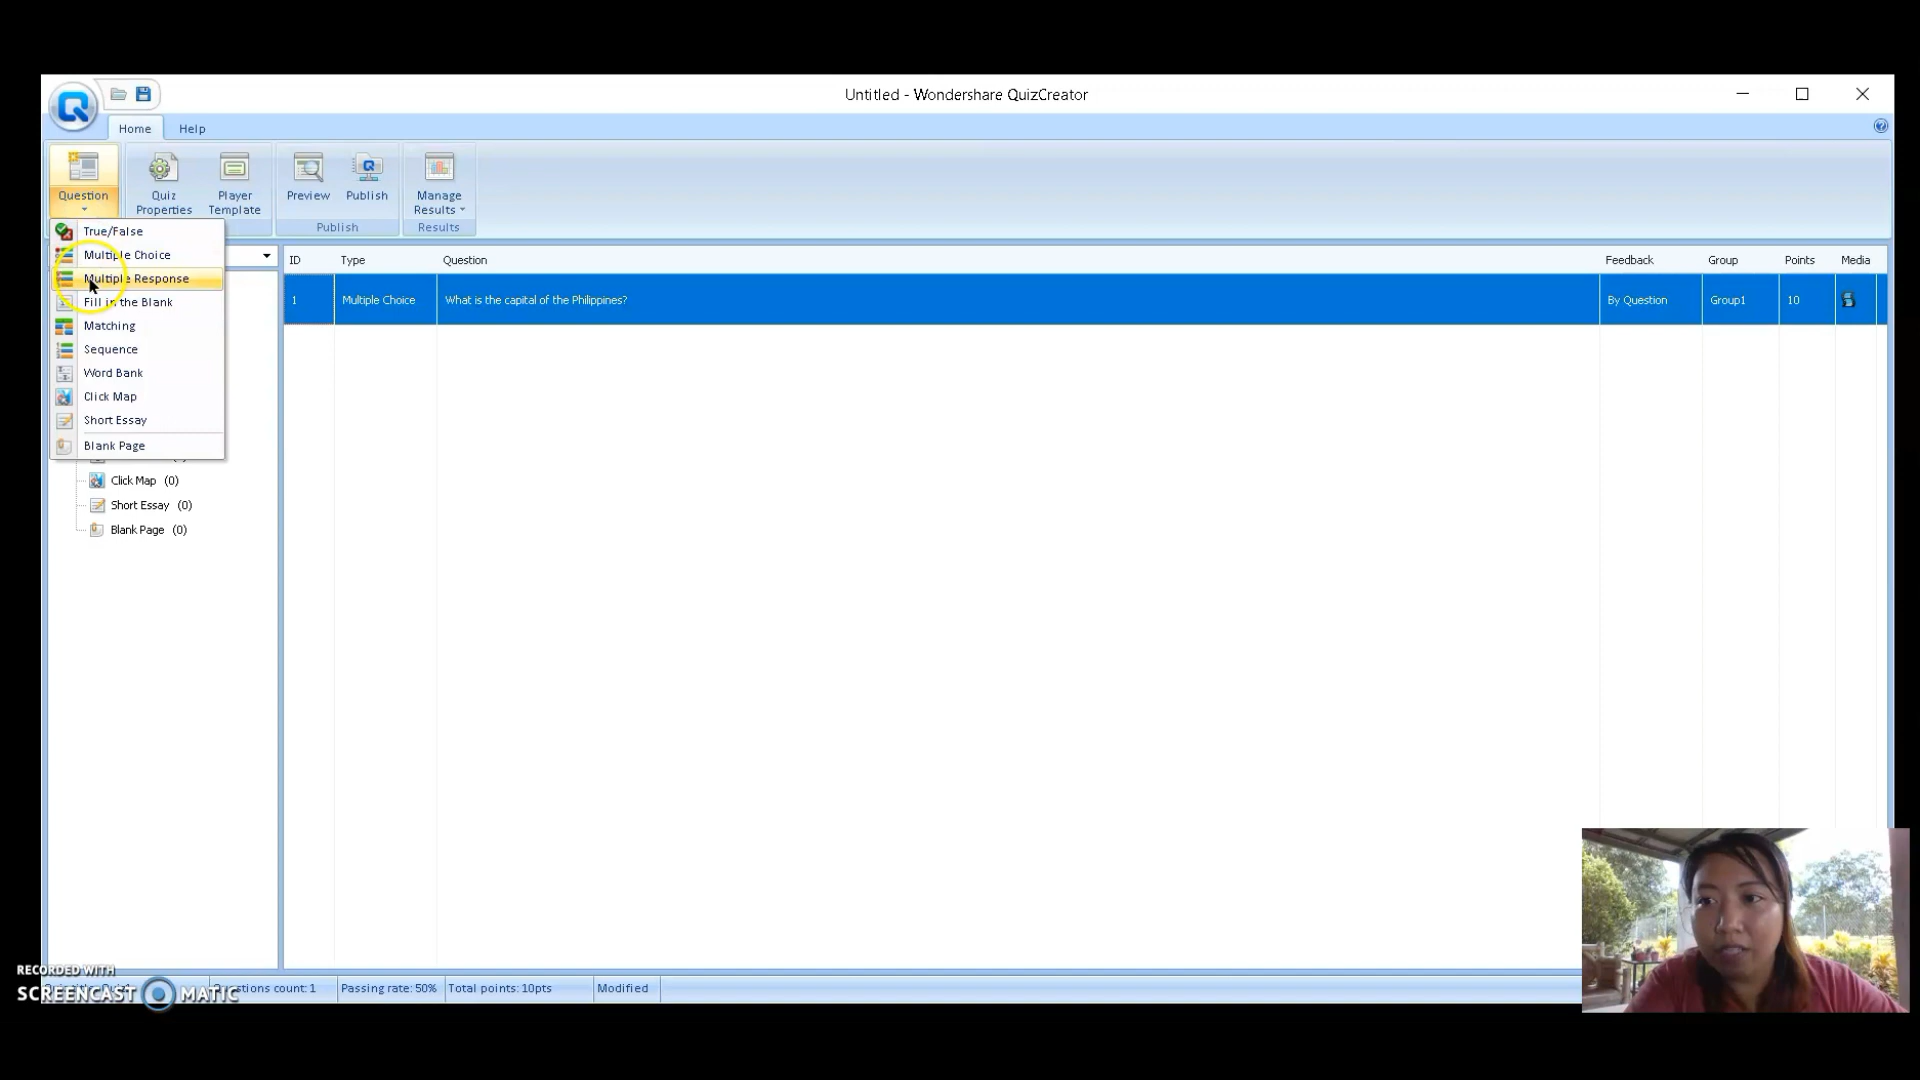 Untitled - Wondershare QuizCreator
Home Help
Question
Quiz Properties
Player Template
Preview
Publish
Manage Results
Publish
Results
True/False
Multiple Choice
Multiple Response
Fill in the Blank
Matching
Sequence
Word Bank
Click Map
Short Essay
Blank Page
Click Map (0)
Short Essay (0)
Blank Page (0)
ID Type Question Feedback Group Points Media
1 Multiple Choice What is the capital of the Philippines? By Question Group1 10
RECORDED WITH
SCREENCAST MATIC
stions count: 1 Passing rate: 50% Total points: 10pts Modified